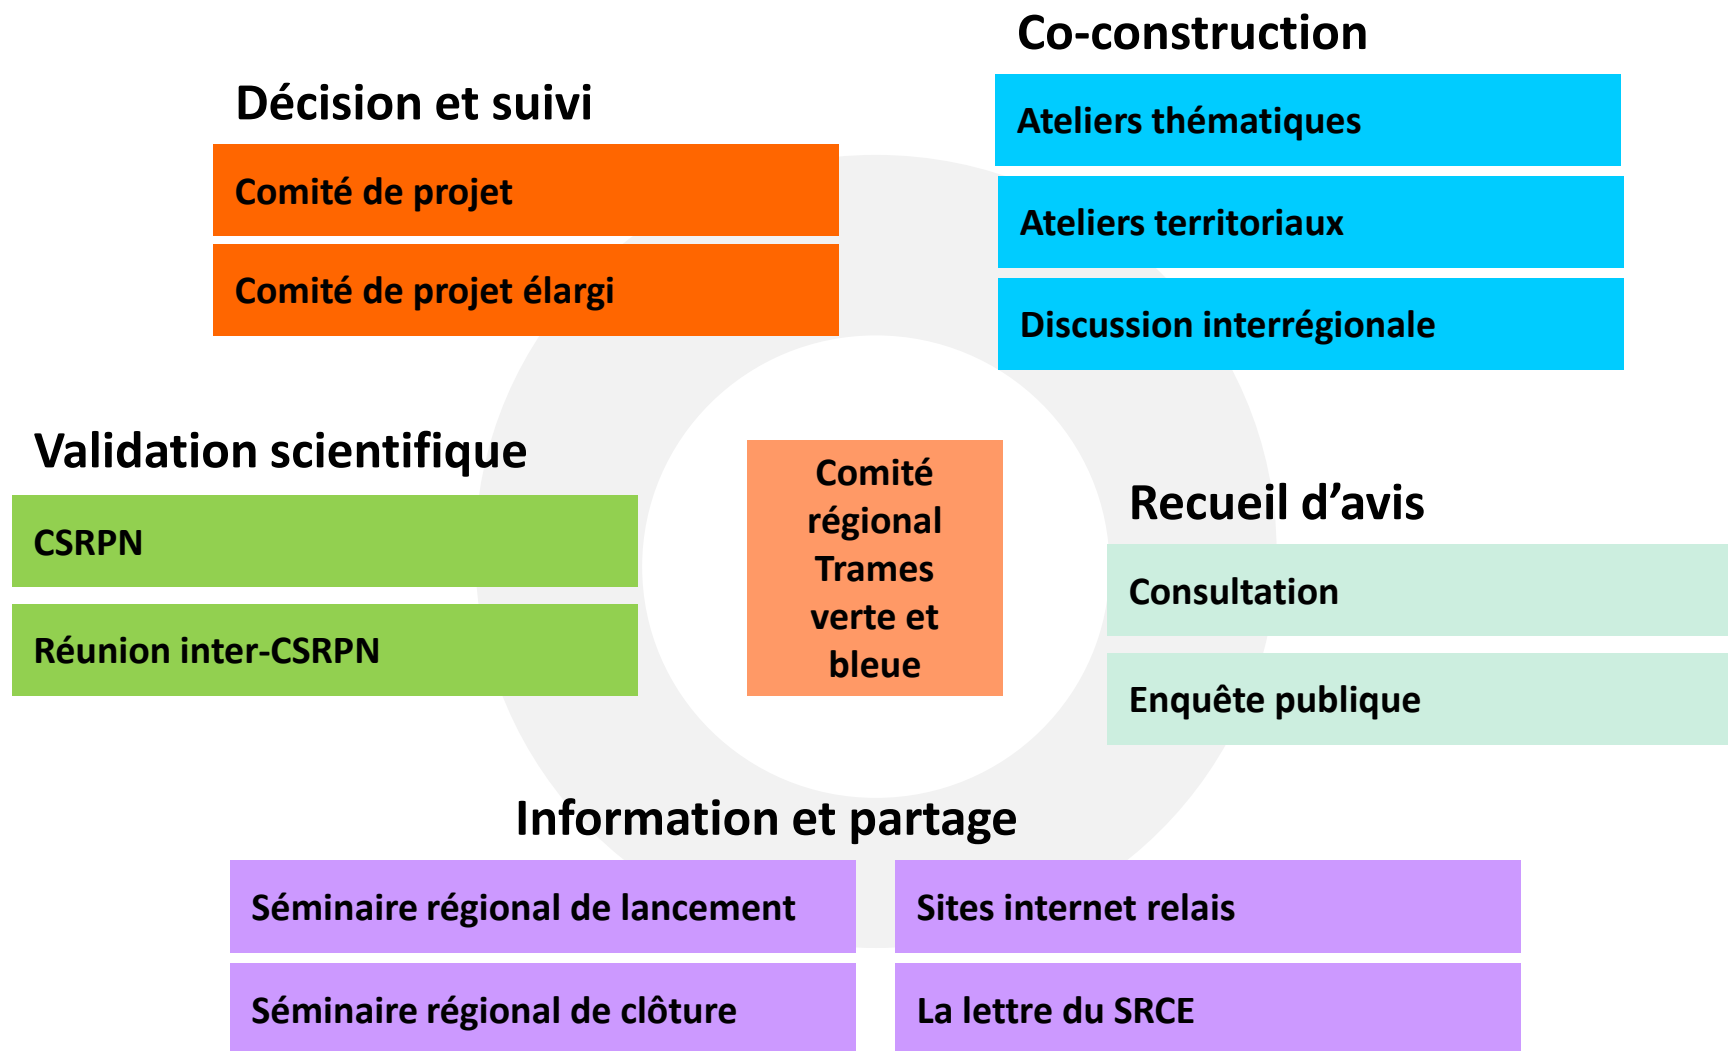 Co-construction
Ateliers thématiques
Ateliers territoriaux
Discussion interrégionale
Décision et suivi
Comité de projet
Comité de projet élargi
Validation scientifique
CSRPN
Réunion inter-CSRPN
Comité
régional
Trames
verte et
bleue
Recueil d’avis
Consultation
Enquête publique
Information et partage
Séminaire régional de lancement
Sites internet relais
Séminaire régional de clôture
La lettre du SRCE